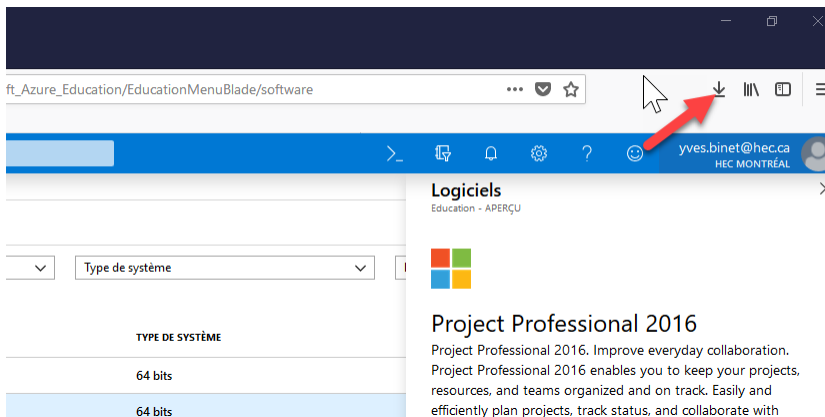 ft_Azure_Education/EducationMenuBlade/software
yves.binet@hec.ca
HEC MONTRÉAL
Logiciels
Education - APERÇU
Type de système
Project Professional 2016
TYPE DE SYSTÈME
Project Professional 2016. Improve everyday collaboration.
64 bits
Project Professional 2016 enables you to keep your projects,
resources, and teams organized and on track. Easily and
64 bits
efficiently plan projects, track status, and collaborate with